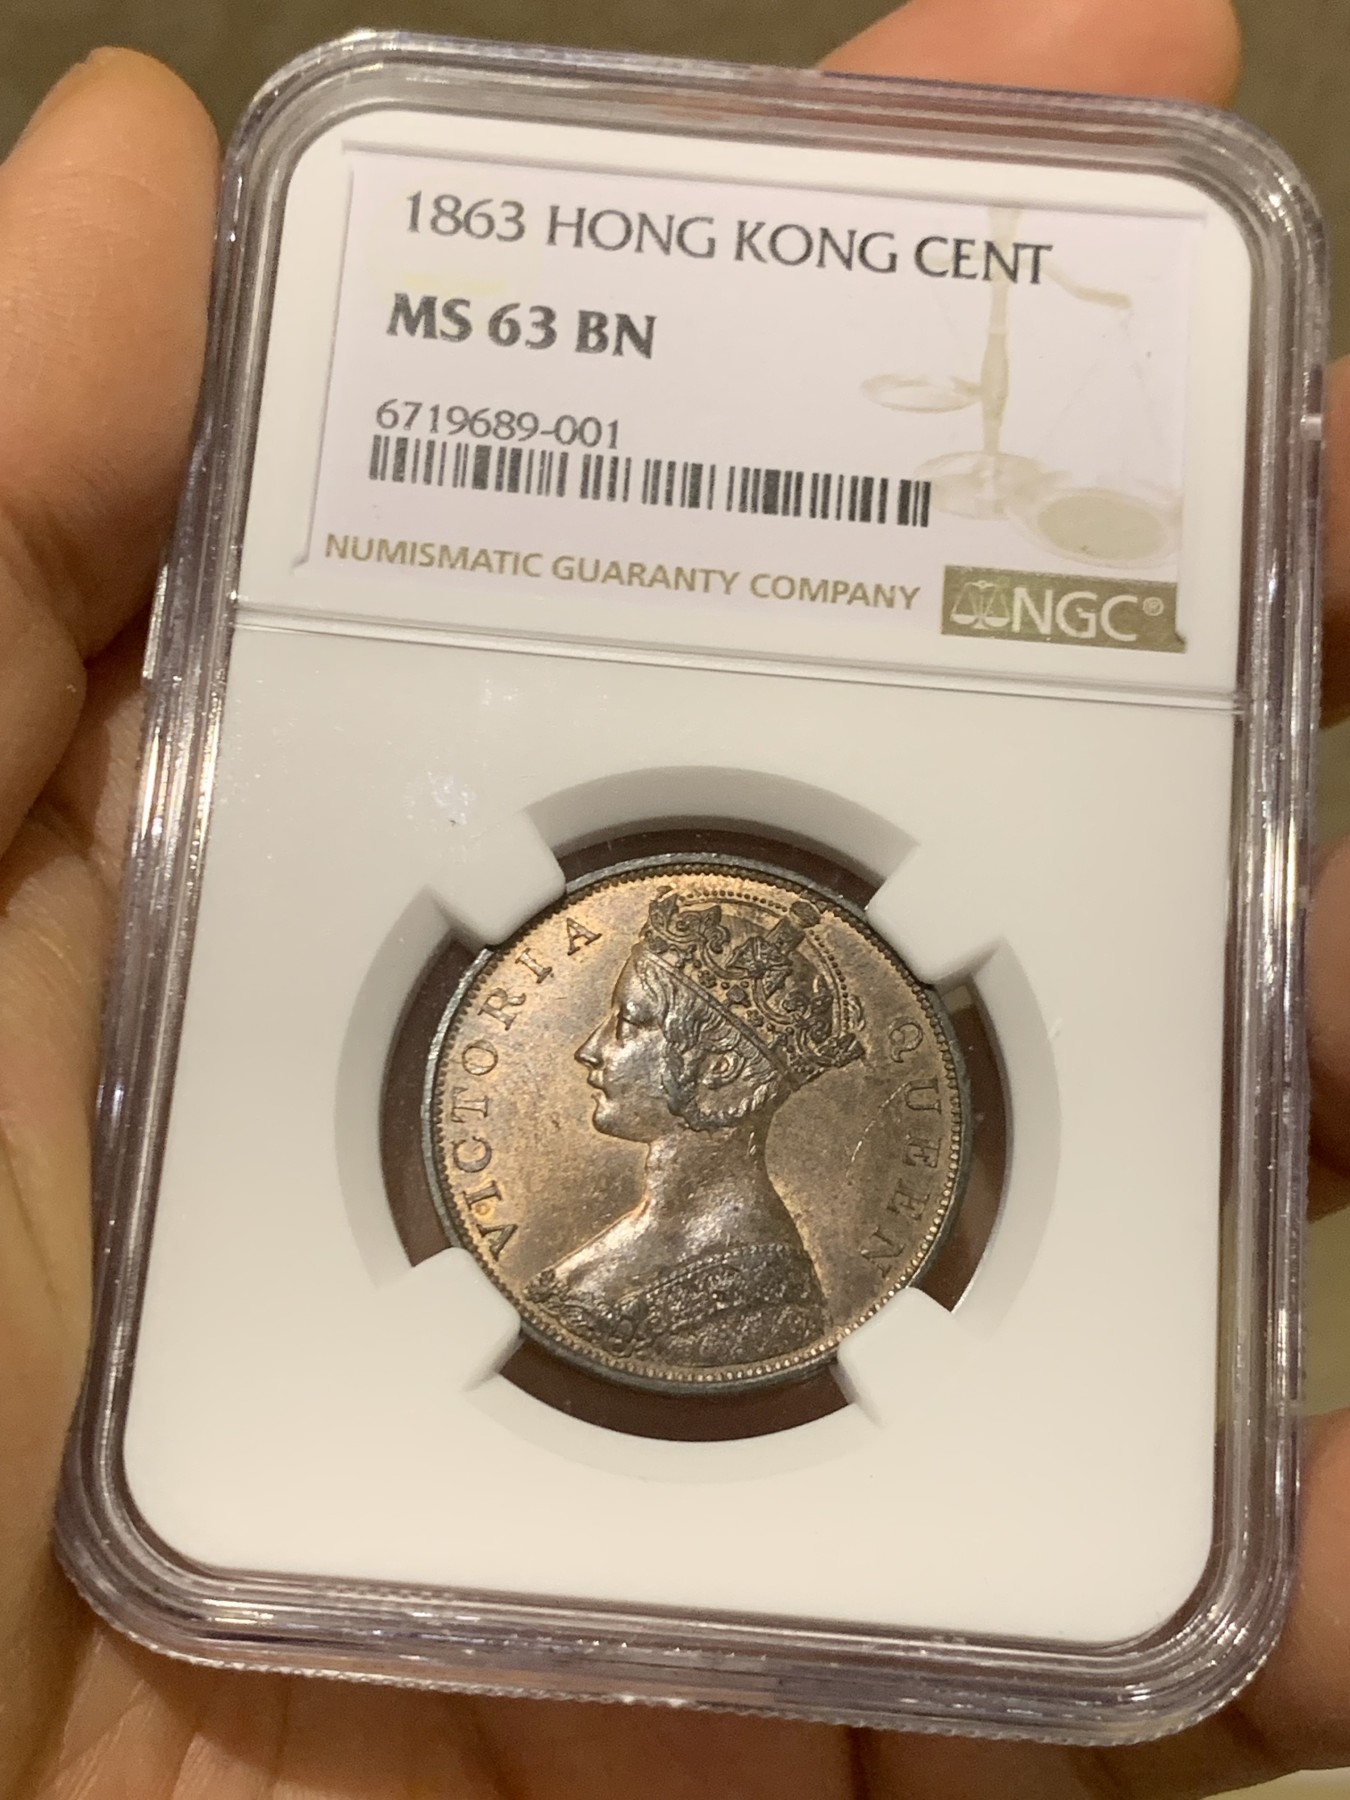 1863 HONG KONG CENT
MS 63 BN
6719689-001
NUMISMATIC GUARANTY COMPANY
NGC®
VICTORIA QUEEN